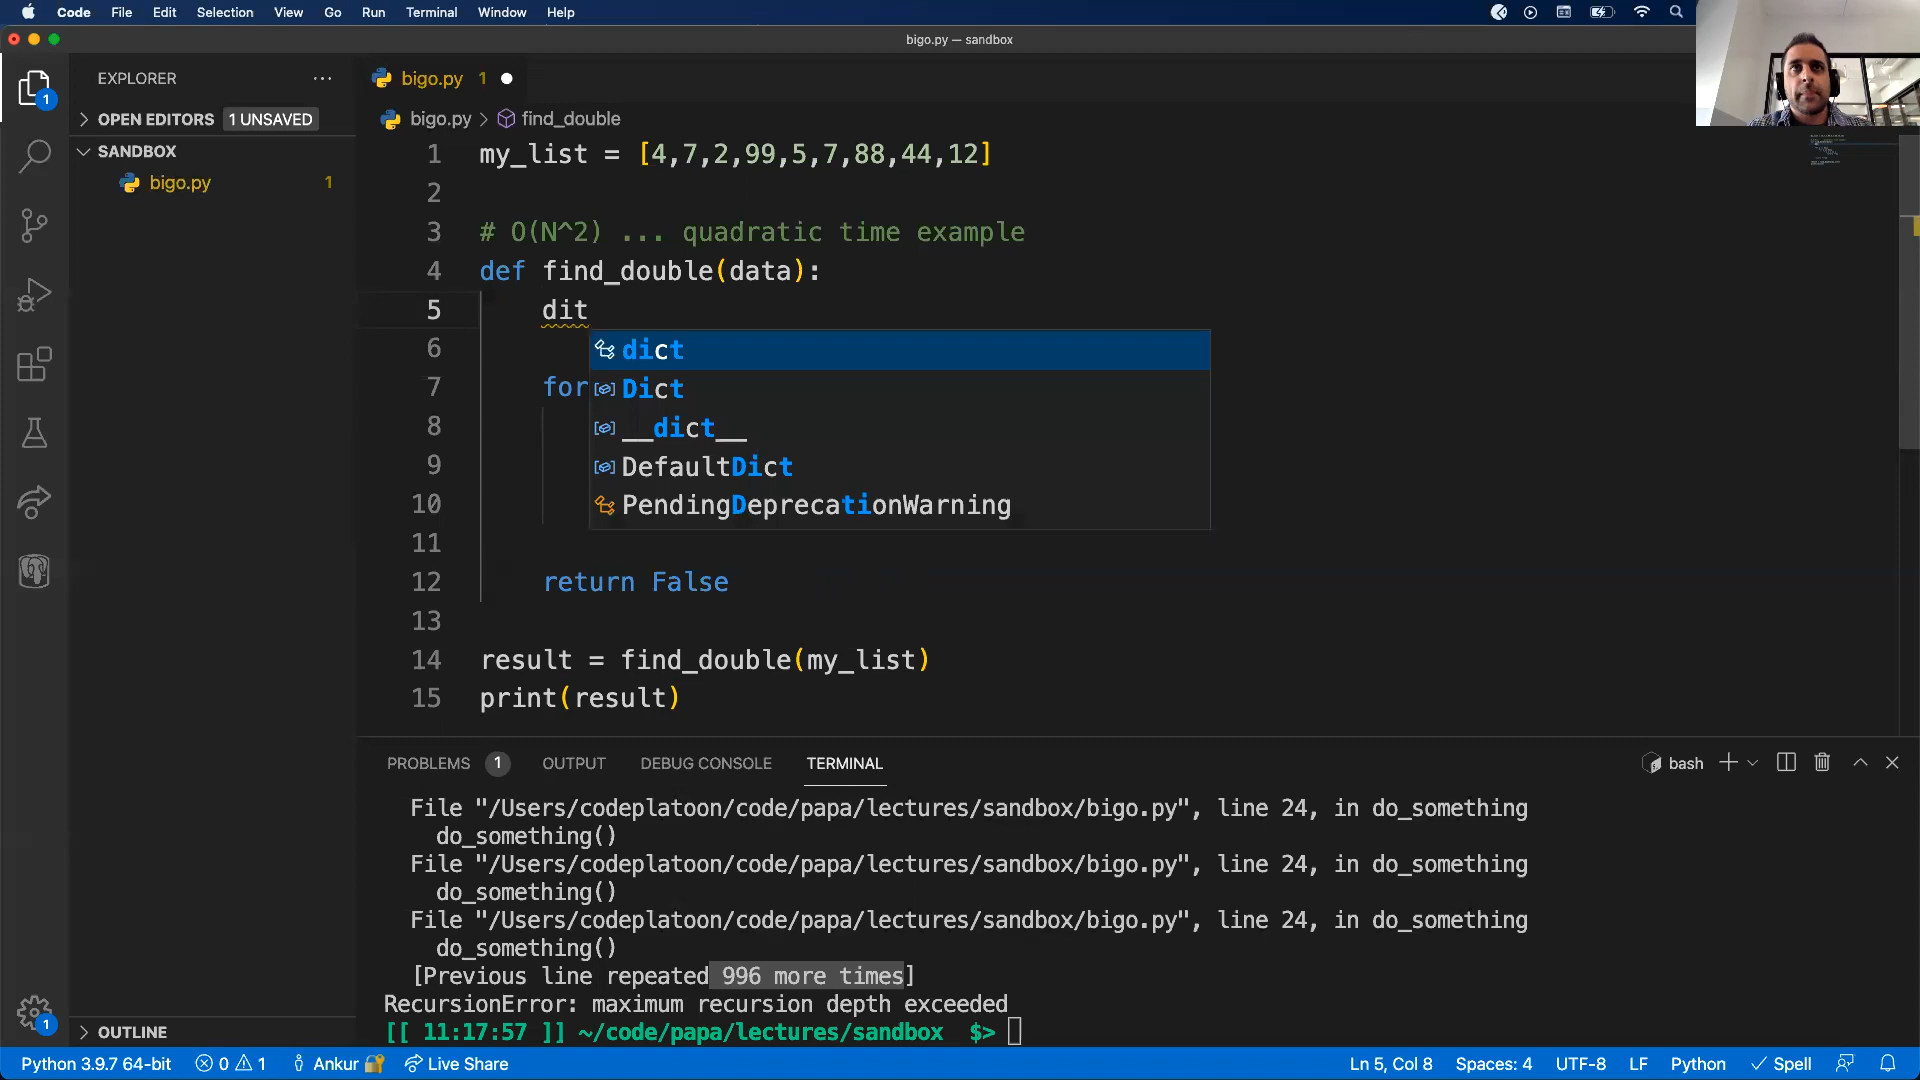 Code File Edit Selection View Go Run Terminal Window Help
bigo.py — sandbox
EXPLORER
OPEN EDITORS 1 UNSAVED
SANDBOX
bigo.py 1
bigo.py 1
bigo.py > find_double
1 my_list = [4,7,2,99,5,7,88,44,12]
2
3 # O(N^2) ... quadratic time example
4 def find_double(data):
5 dit
6 dict
7 for Dict
8 __dict__
9 DefaultDict
10 PendingDeprecationWarning
11
12 return False
13
14 result = find_double(my_list)
15 print(result)
PROBLEMS 1 OUTPUT DEBUG CONSOLE TERMINAL
bash
File "/Users/codeplatoon/code/papa/lectures/sandbox/bigo.py", line 24, in do_something
do_something()
File "/Users/codeplatoon/code/papa/lectures/sandbox/bigo.py", line 24, in do_something
do_something()
File "/Users/codeplatoon/code/papa/lectures/sandbox/bigo.py", line 24, in do_something
do_something()
[Previous line repeated 996 more times]
RecursionError: maximum recursion depth exceeded
[[ 11:17:57 ]] ~/code/papa/lectures/sandbox $>
1
1
OUTLINE
Python 3.9.7 64-bit 0 1 Ankur Live Share Ln 5, Col 8 Spaces: 4 UTF-8 LF Python Spell